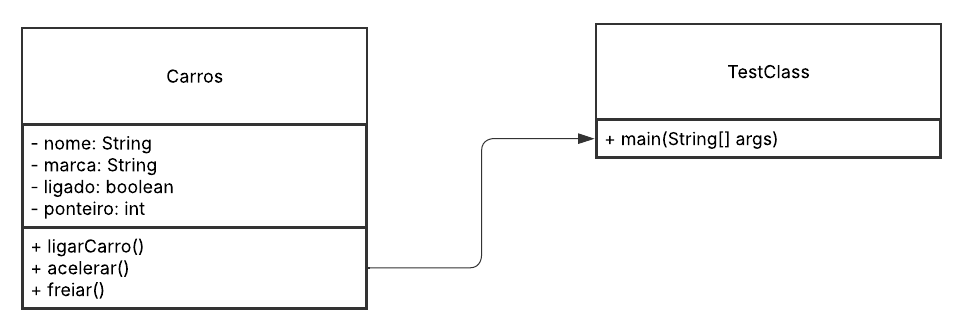 Carros
- nome: String
- marca: String
- ligado: boolean
- ponteiro: int
+ ligarCarro()
+ acelerar()
+ freiar()
TestClass
+ main(String[] args)